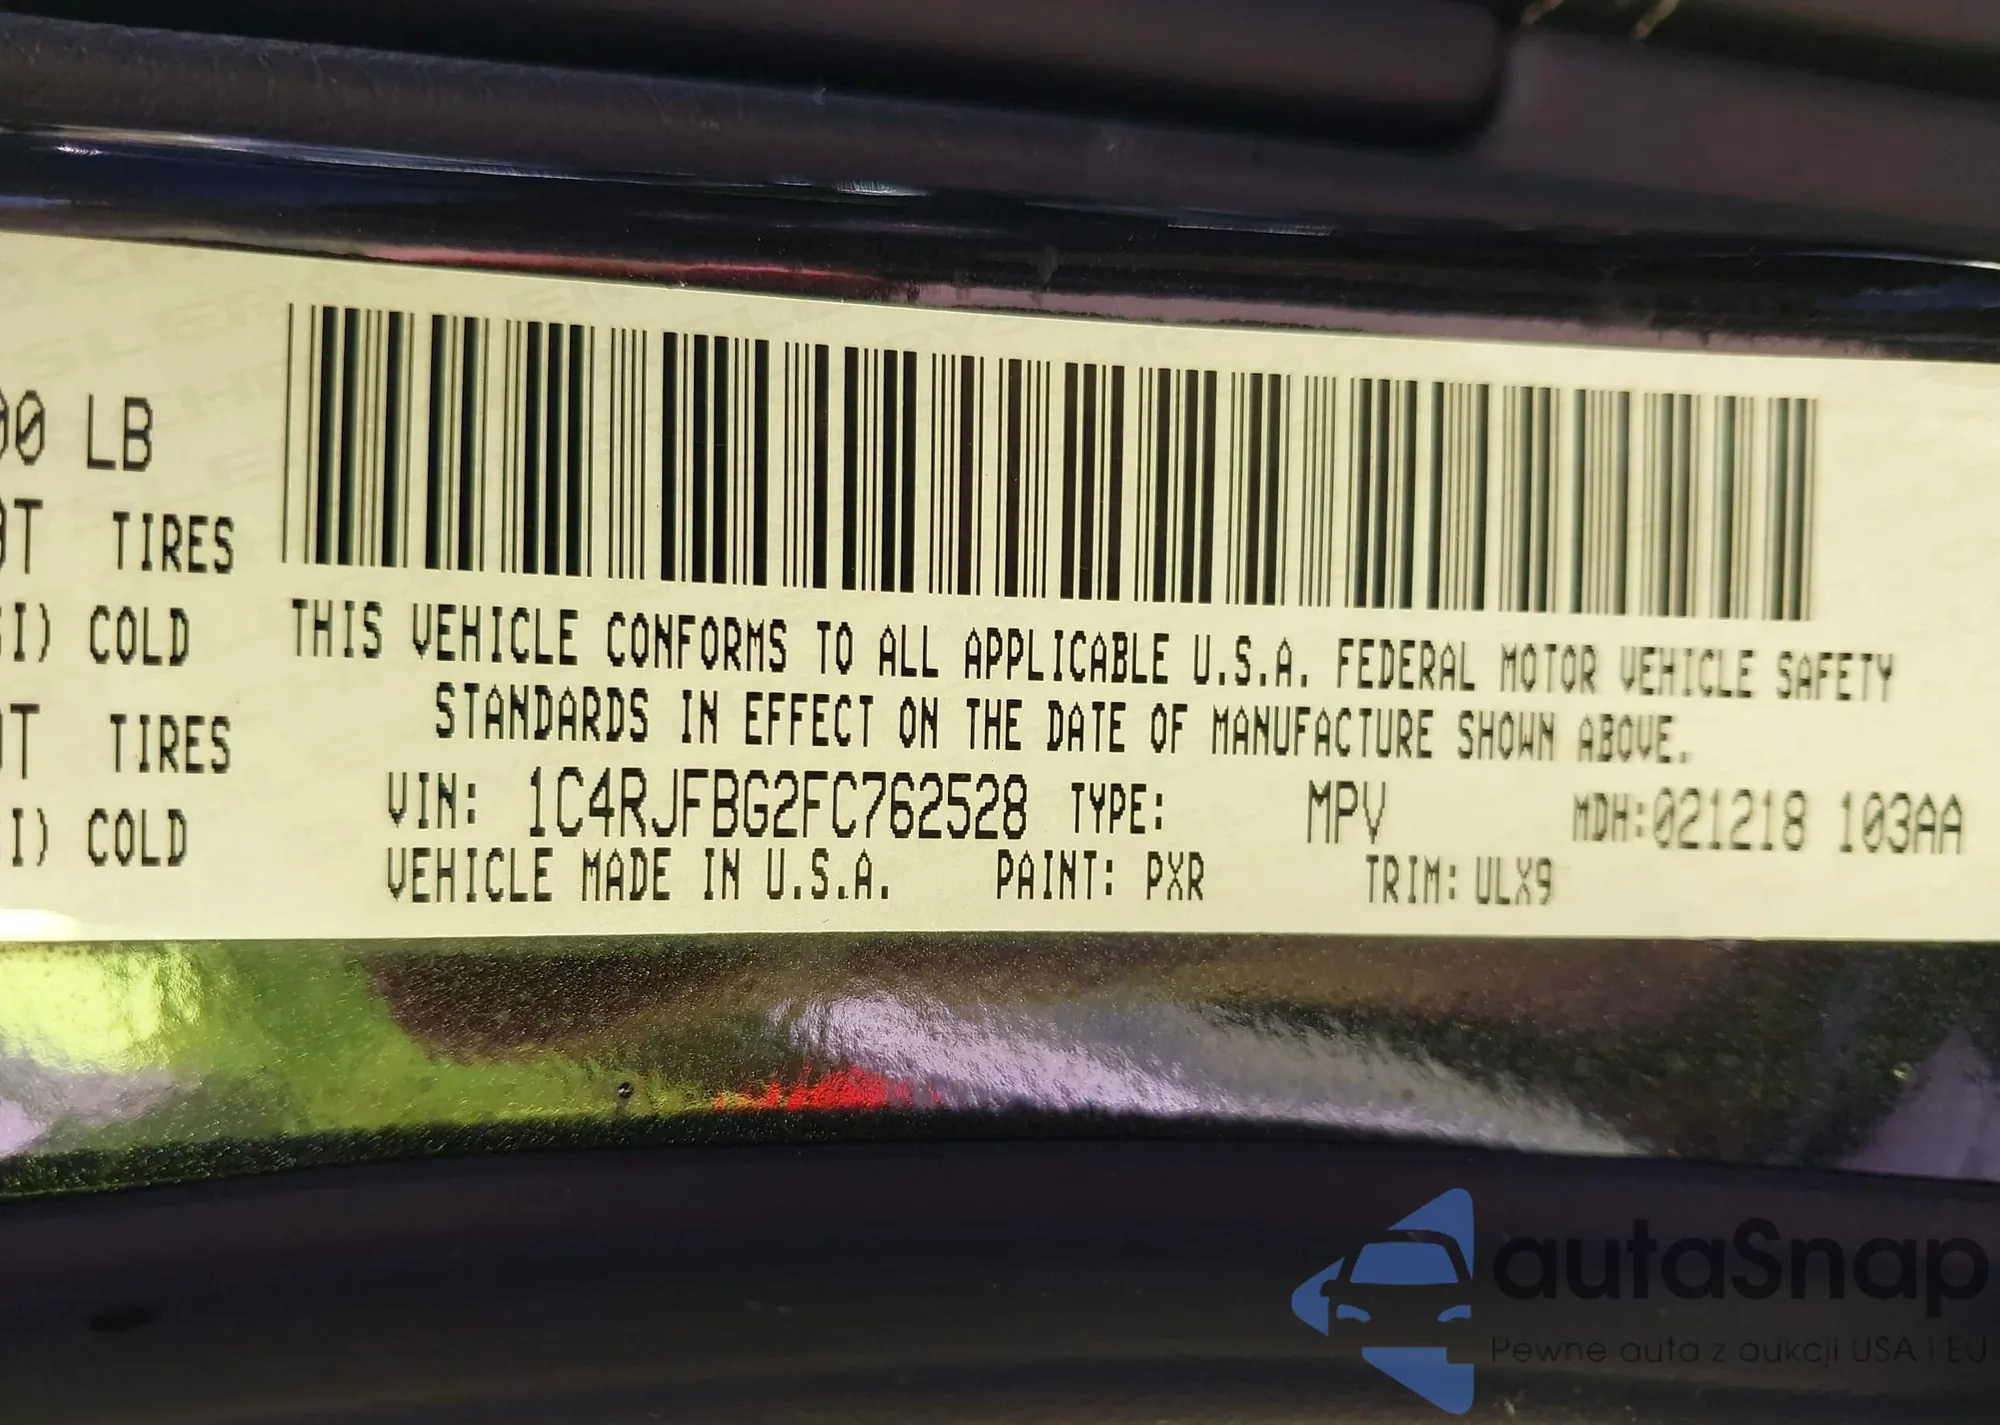 00 LB
TIRES
COLD
TIRES
COLD
THIS VEHICLE CONFORMS TO ALL APPLICABLE U.S.A. FEDERAL MOTOR VEHICLE SAFETY
STANDARDS IN EFFECT ON THE DATE OF MANUFACTURE SHOWN ABOVE.
VIN: 1C4RJFBG2FC762528 TYPE: MPV MDH:021218 103AA
VEHICLE MADE IN U.S.A. PAINT: PXR TRIM: ULX9
autaSnap
Pewne auta z aukcji USA i EU